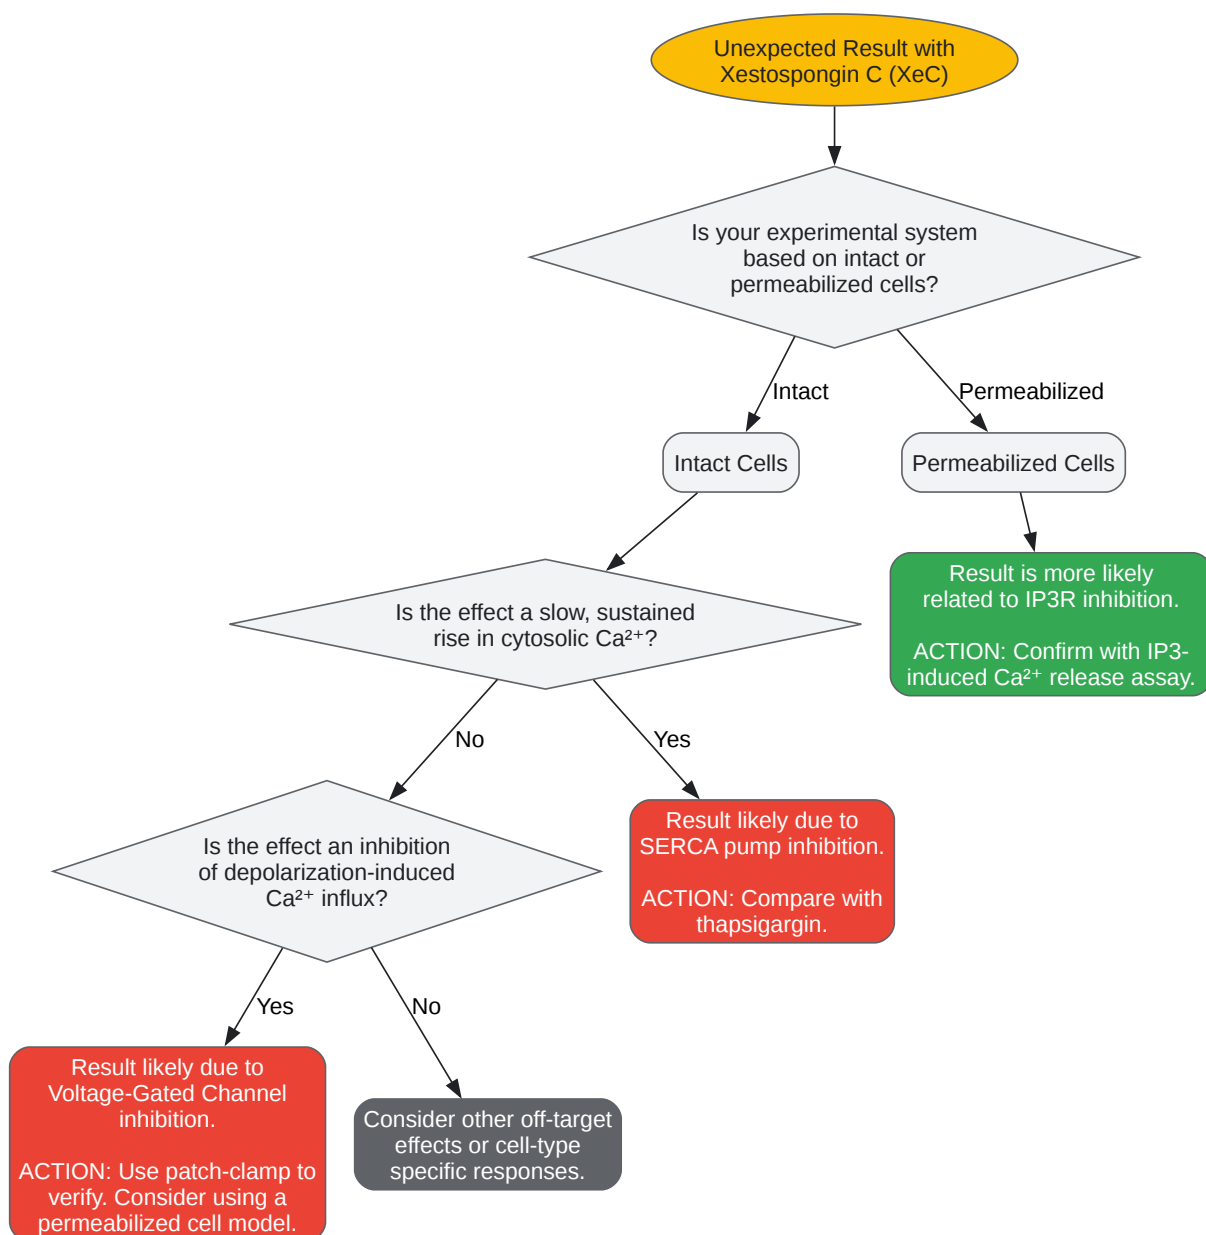 Unexpected Result with
Xestospongin C (XeC)
Is your experimental system
based on intact or
permeabilized cells?
Intact
Permeabilized
Intact Cells
Permeabilized Cells
Is the effect a slow, sustained
rise in cytosolic Ca²⁺?
Result is more likely
related to IP3R inhibition.
ACTION: Confirm with IP3-
induced Ca²⁺ release assay.
No
Yes
Is the effect an inhibition
of depolarization-induced
Ca²⁺ influx?
Result likely due to
SERCA pump inhibition.
ACTION: Compare with
thapsigargin.
Yes
No
Result likely due to
Voltage-Gated Channel
inhibition.
ACTION: Use patch-clamp to
verify. Consider using a
permeabilized cell model.
Consider other off-target
effects or cell-type
specific responses.